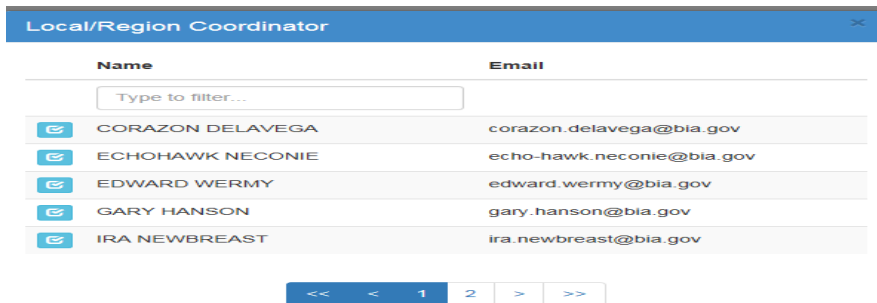 Local/Region Coordinator ×
Name Email
Type to filter...
CORAZON DELAVEGA corazon.delavega@bia.gov
ECHOHAWK NECONIE echo-hawk.neconie@bia.gov
EDWARD WERMY edward.wermy@bia.gov
GARY HANSON gary.hanson@bia.gov
IRA NEWBREAST ira.newbreast@bia.gov
<< < 1 2 > >>